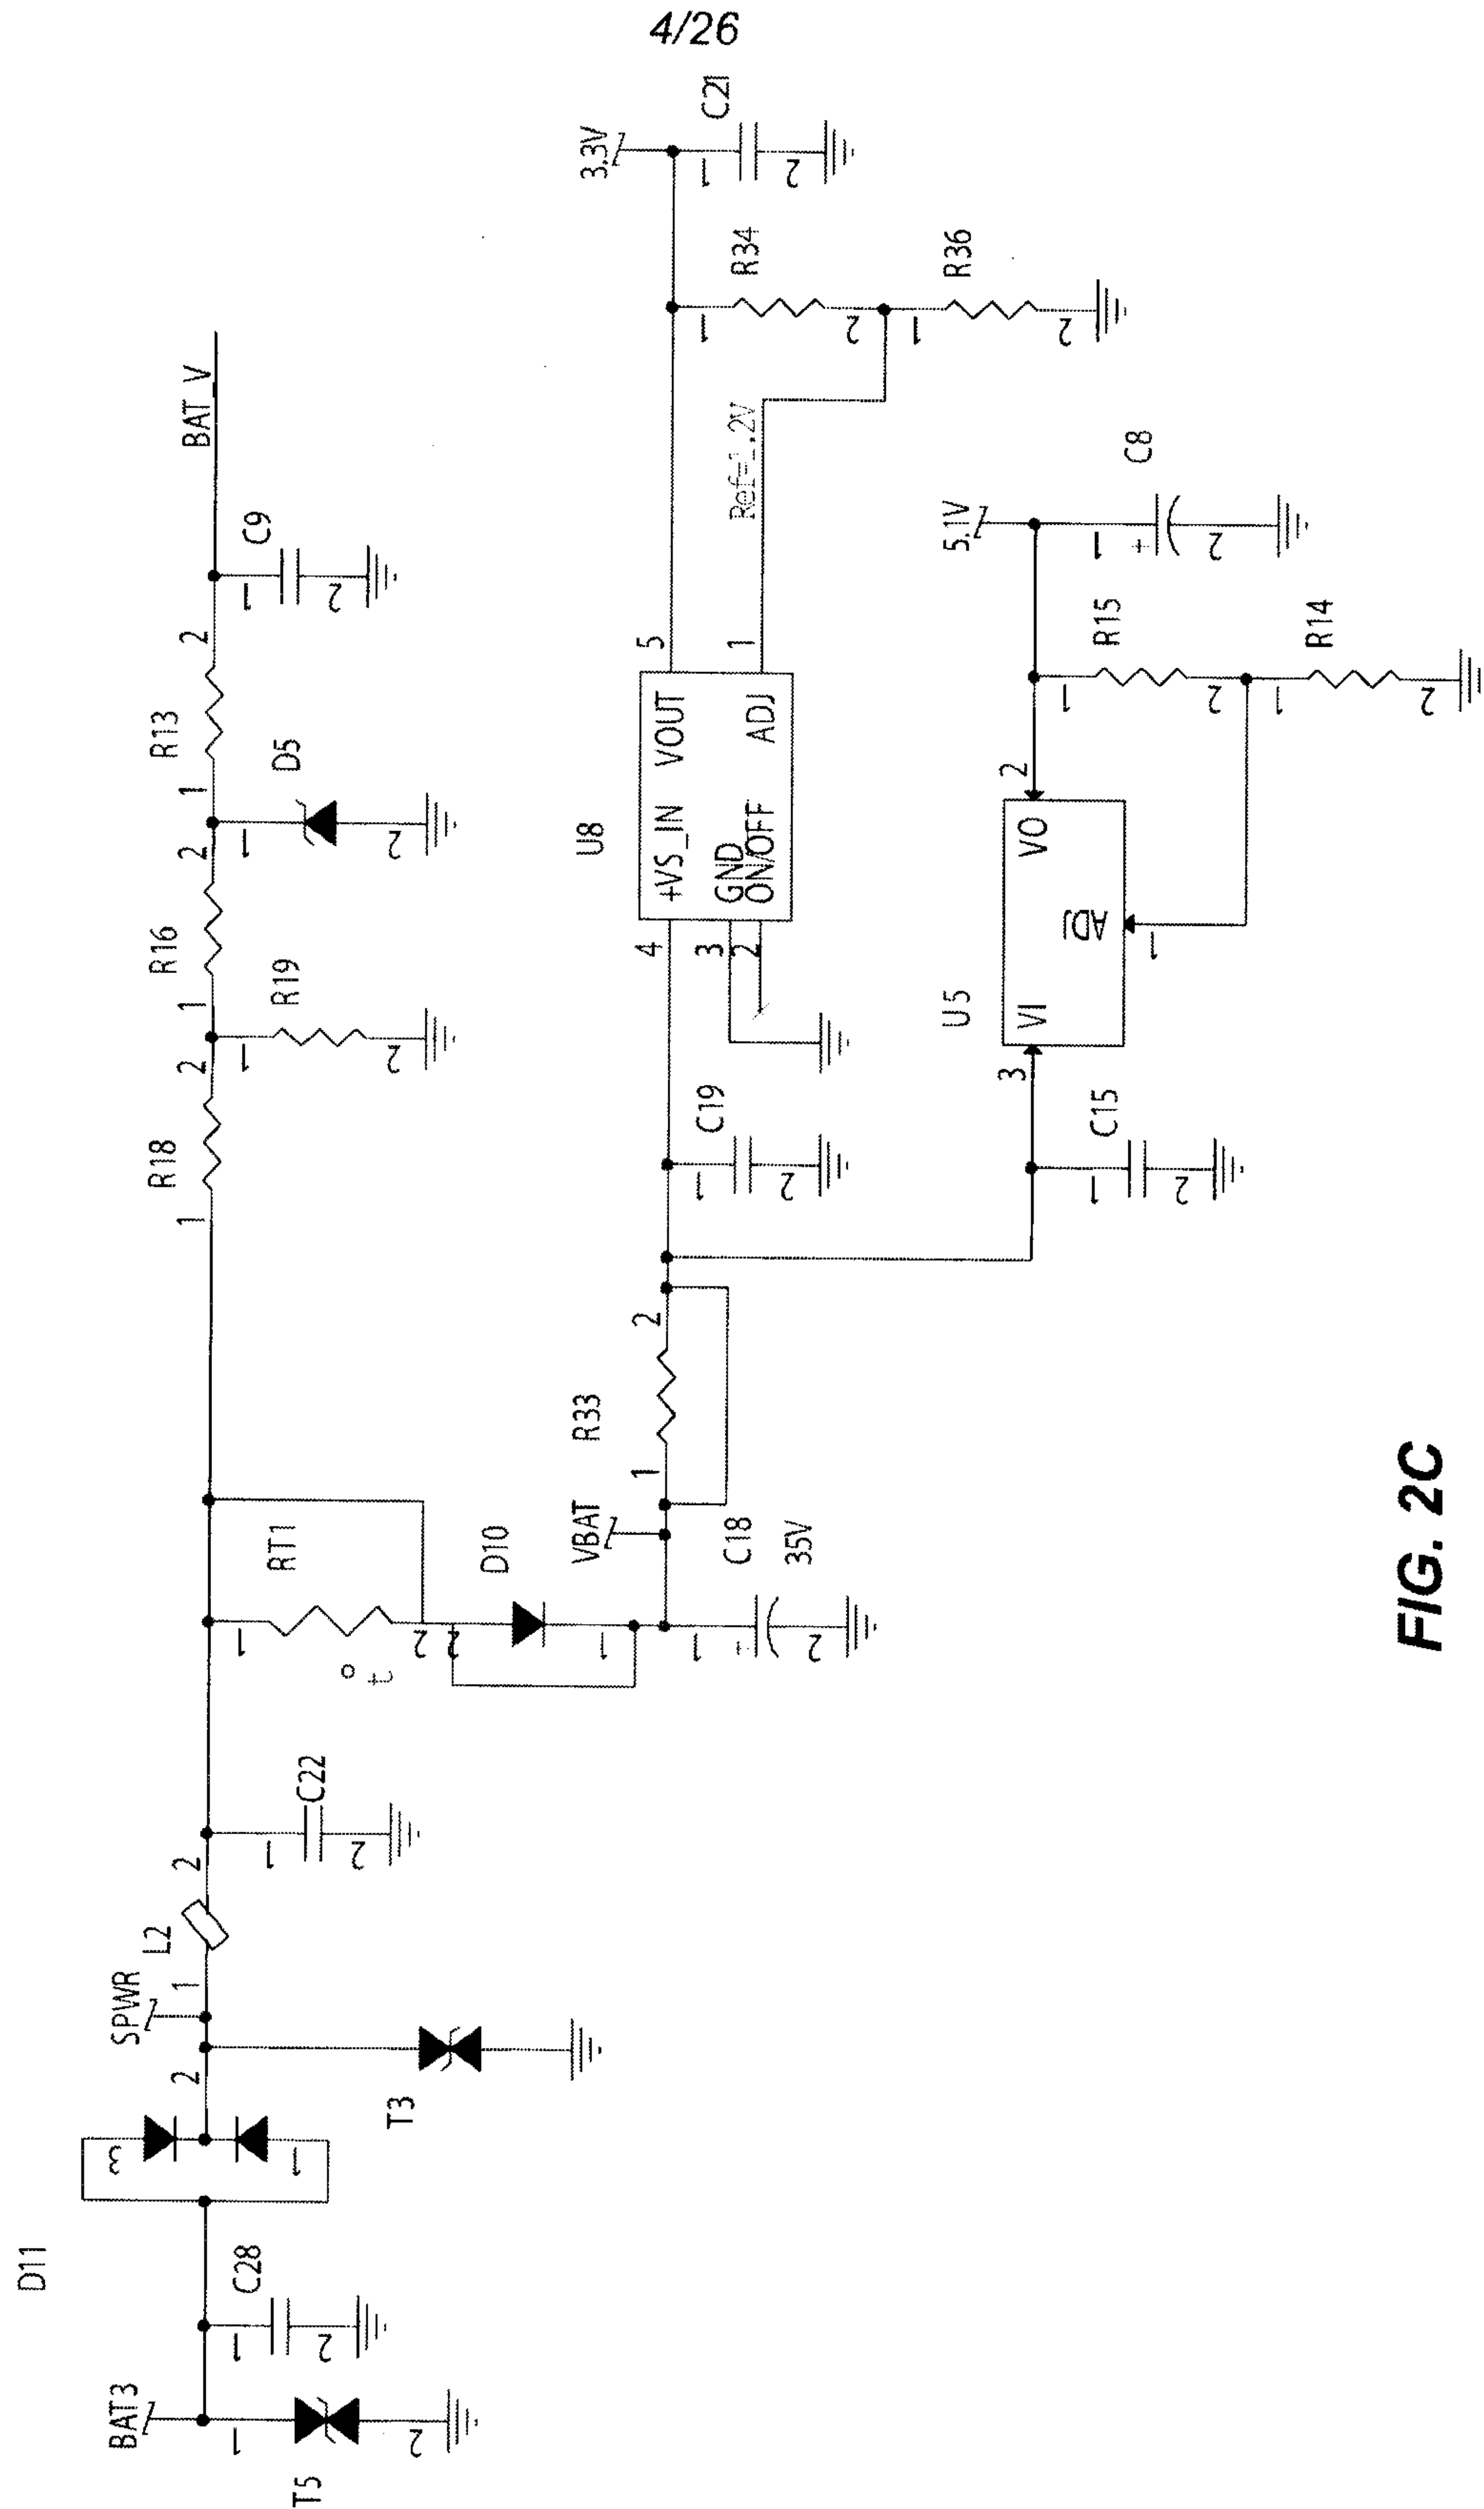 4/26
BAT3
T5
1
2
C28
1
2
D11
3
1
2
T3
SPWR
1
L2
2
C22
1
2
RT1
1
2
t
o
D10
2
1
VBAT
C18
35V
1
+
2
R33
1
2
R18
1
2
R19
1
2
R16
1
2
D5
1
2
R13
1
2
C9
1
2
BAT_V
C19
1
2
U8
4
3
2
+VS_IN VOUT
GND
ON/OFF ADJ
5
1
Ref=1.2V
R34
1
2
R36
1
2
3.3V
C21
1
2
C15
1
2
U5
3
VI
VO
ADJ
2
1
R15
1
2
R14
1
2
5.1V
C8
1
+
2
FIG. 2C